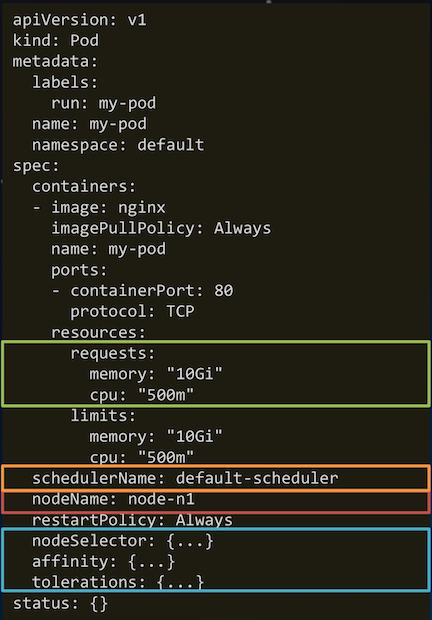 apiVersion: v1
kind: Pod
metadata:
  labels:
    run: my-pod
  name: my-pod
  namespace: default
spec:
  containers:
  - image: nginx
    imagePullPolicy: Always
    name: my-pod
    ports:
    - containerPort: 80
      protocol: TCP
    resources:
      requests:
        memory: "10Gi"
        cpu: "500m"
      limits:
        memory: "10Gi"
        cpu: "500m"
  schedulerName: default-scheduler
  nodeName: node-n1
  restartPolicy: Always
  nodeSelector: {...}
  affinity: {...}
  tolerations: {...}
status: {}